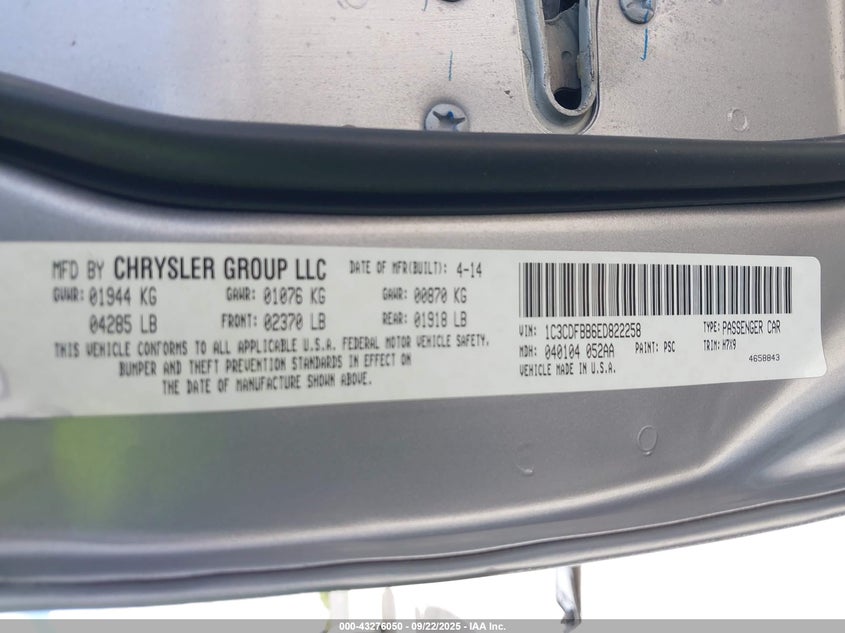 MFD BY CHRYSLER GROUP LLC DATE OF MFR(BUILT): 4-14
GVWR: 01944 KG GAWR: 01076 KG GAWR: 00870 KG
04285 LB FRONT: 02370 LB REAR: 01918 LB
THIS VEHICLE CONFORMS TO ALL APPLICABLE U.S.A. FEDERAL MOTOR VEHICLE SAFETY,
BUMPER AND THEFT PREVENTION STANDARDS IN EFFECT ON
THE DATE OF MANUFACTURE SHOWN ABOVE.
VIN: 1C3CDFBB6ED822258 TYPE: PASSENGER CAR
MDH: 040104 052AA PAINT: PSC TRIM: H7X9
VEHICLE MADE IN U.S.A. 4658843
000-43276050 - 09/22/2025 - IAA Inc.